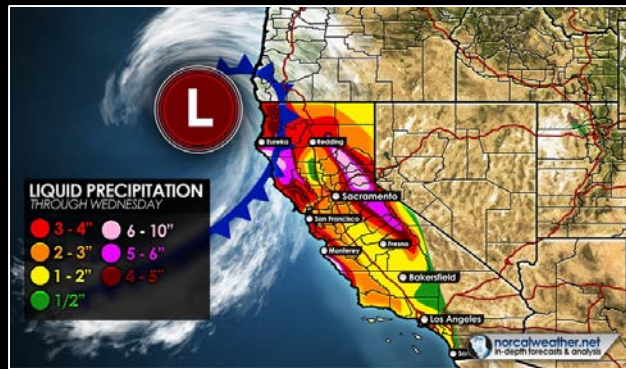 L
Eureka
Redding
LIQUID PRECIPITATION
THROUGH WEDNESDAY
3 - 4"
6 - 10"
2 - 3"
5 - 6"
1 - 2"
4 - 5"
1/2"
Sacramento
San Francisco
Monterey
Fresno
Bakersfield
Los Angeles
norcalweather.net
in-depth forecasts & analysis